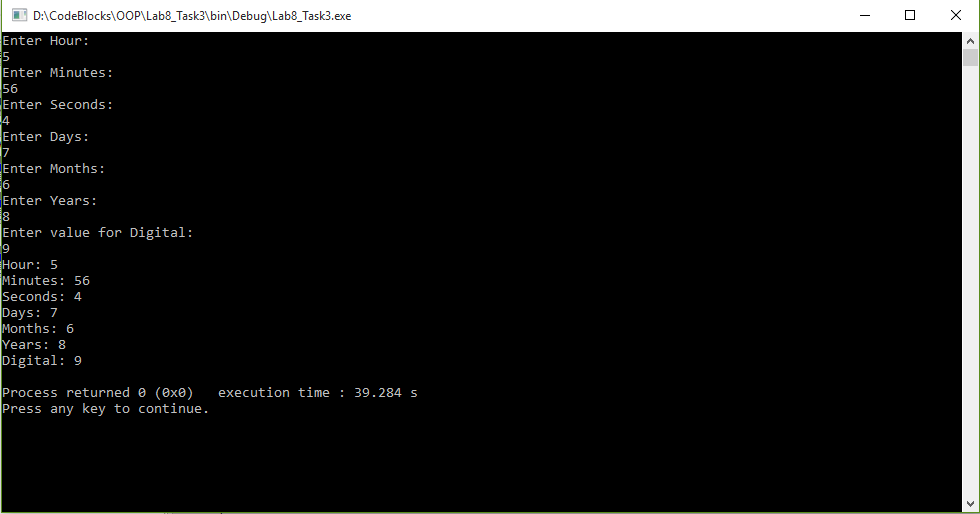 D:\CodeBlocks\OOP\Lab8_Task3\bin\Debug\Lab8_Task3.exe
Enter Hour:
5
Enter Minutes:
56
Enter Seconds:
4
Enter Days:
7
Enter Months:
6
Enter Years:
8
Enter value for Digital:
9
Hour: 5
Minutes: 56
Seconds: 4
Days: 7
Months: 6
Years: 8
Digital: 9
Process returned 0 (0x0)   execution time : 39.284 s
Press any key to continue.